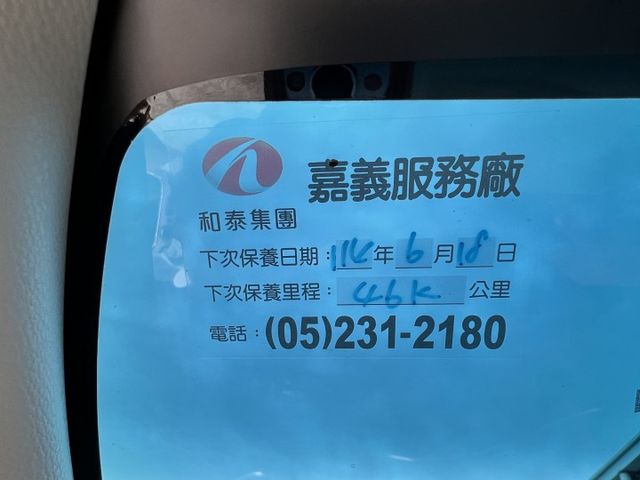 嘉義服務廠
和泰集團
下次保養日期：114年6月18日
下次保養里程：46K公里
電話：(05)231-2180